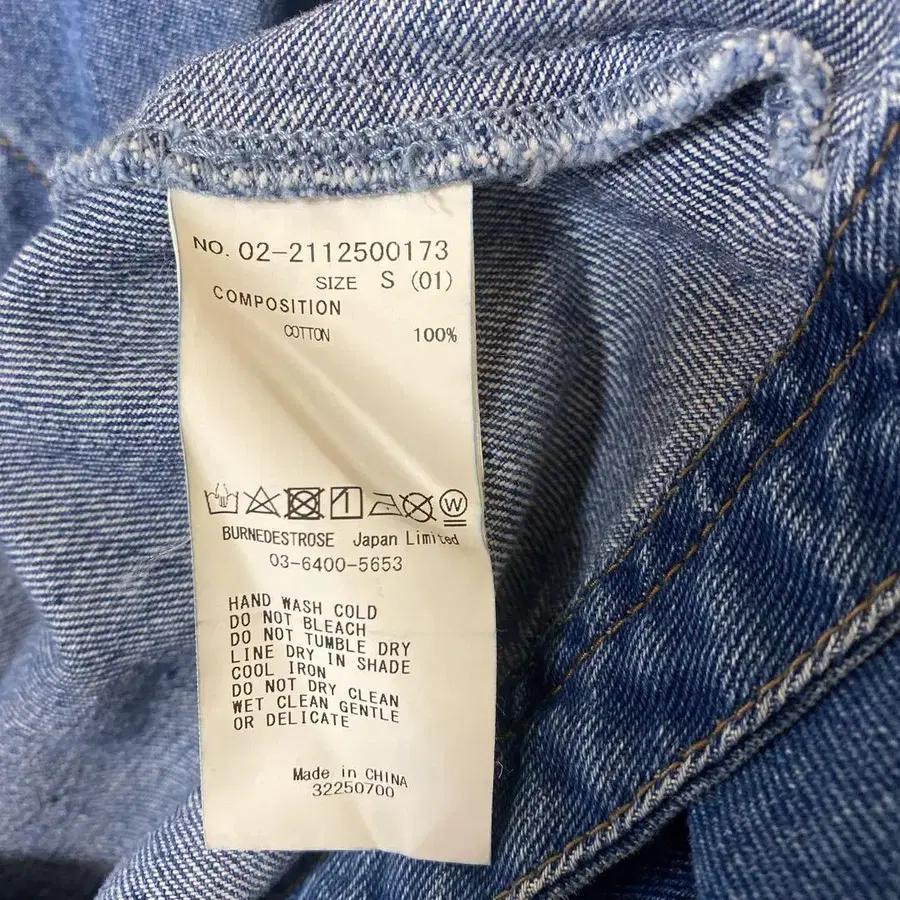 NO. 02-2112500173
SIZE S (01)
COMPOSITION
COTTON 100%
W
BURNEDESTROSE Japan Limited
03-6400-5653
HAND WASH COLD
DO NOT BLEACH
DO NOT TUMBLE DRY
LINE DRY IN SHADE
COOL IRON
DO NOT DRY CLEAN
WET CLEAN GENTLE
OR DELICATE
Made in CHINA
32250700